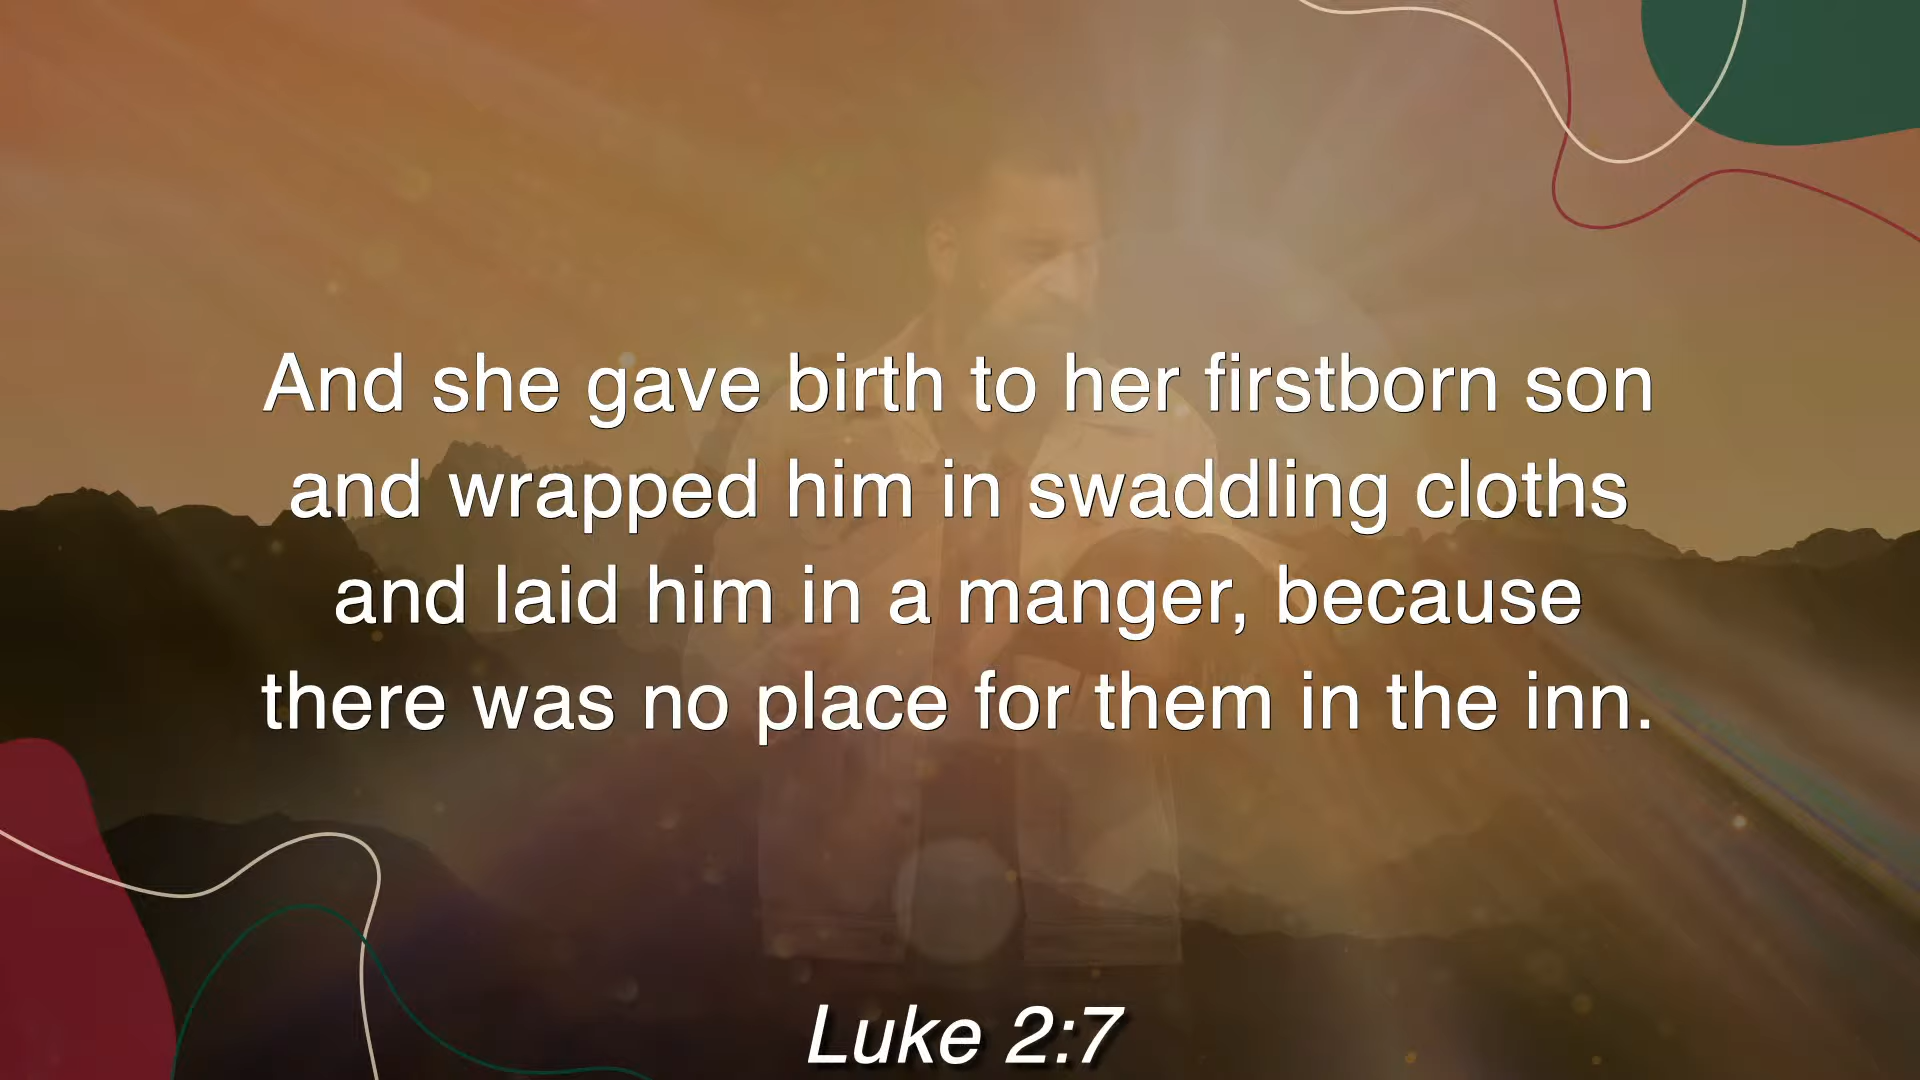 And she gave birth to her firstborn son
and wrapped him in swaddling cloths
and laid him in a manger, because
there was no place for them in the inn.
Luke 2:7